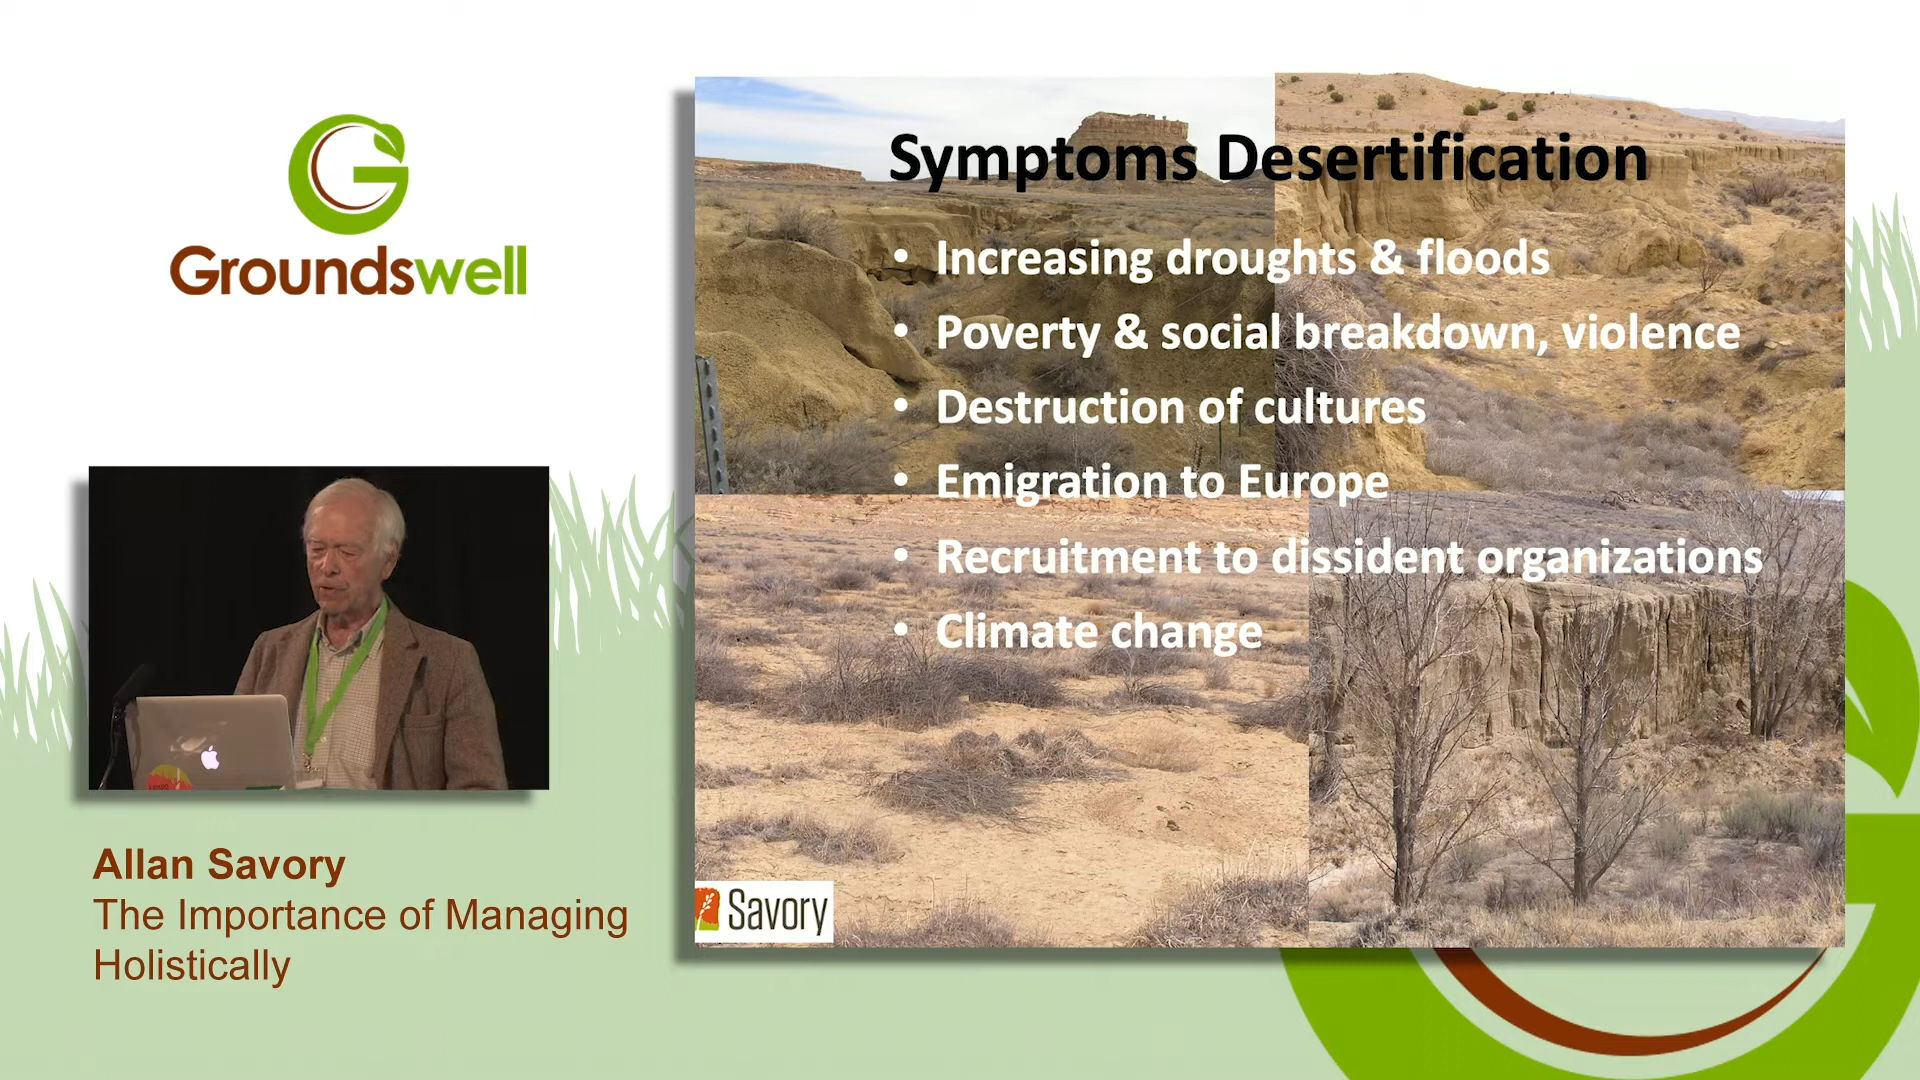 Groundswell
Symptoms Desertification
• Increasing droughts & floods
• Poverty & social breakdown, violence
• Destruction of cultures
• Emigration to Europe
• Recruitment to dissident organizations
• Climate change
Savory
Allan Savory
The Importance of Managing
Holistically